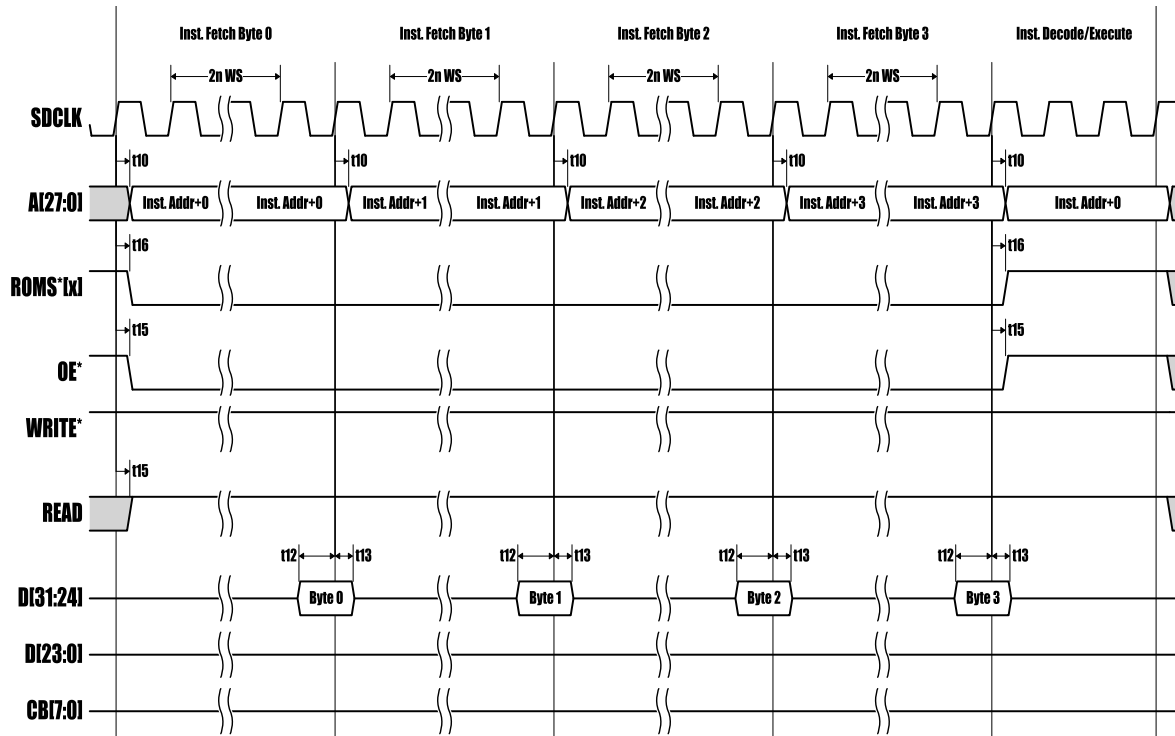 Inst. Fetch Byte 0 Inst. Fetch Byte 1 Inst. Fetch Byte 2 Inst. Fetch Byte 3 Inst. Decode/Execute
2n WS 2n WS 2n WS 2n WS
SDCLK
t10 t10 t10 t10 t10
A[27:0] Inst. Addr+0 Inst. Addr+0 Inst. Addr+1 Inst. Addr+1 Inst. Addr+2 Inst. Addr+2 Inst. Addr+3 Inst. Addr+3 Inst. Addr+0
t16 t16
ROMS*[x]
t15 t15
OE*
WRITE*
t15
READ
t12 t13 t12 t13 t12 t13 t12 t13
D[31:24] Byte 0 Byte 1 Byte 2 Byte 3
D[23:0]
CB[7:0]